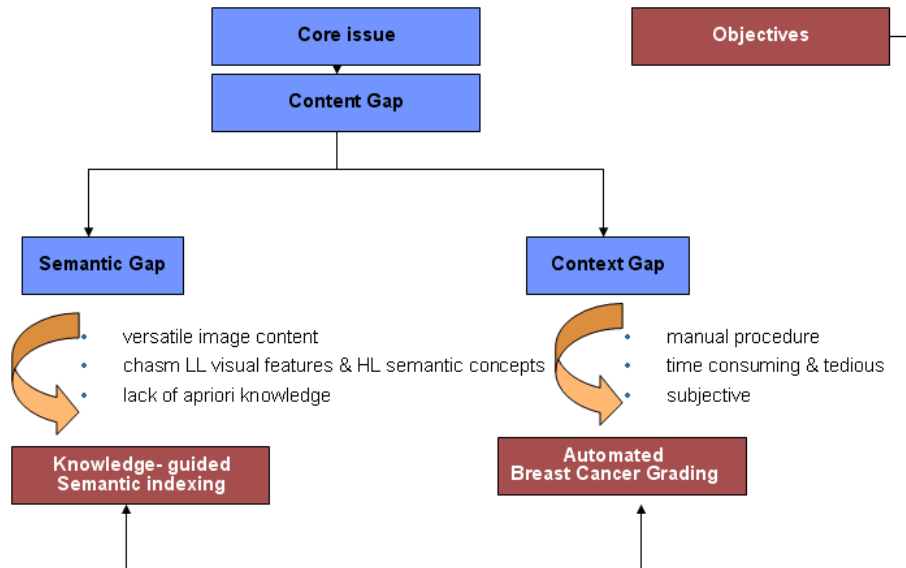 Core issue
Objectives
Content Gap
Semantic Gap
Context Gap
• versatile image content
• chasm LL visual features & HL semantic concepts
• lack of apriori knowledge
• manual procedure
• time consuming & tedious
• subjective
Knowledge- guided
Semantic indexing
Automated
Breast Cancer Grading